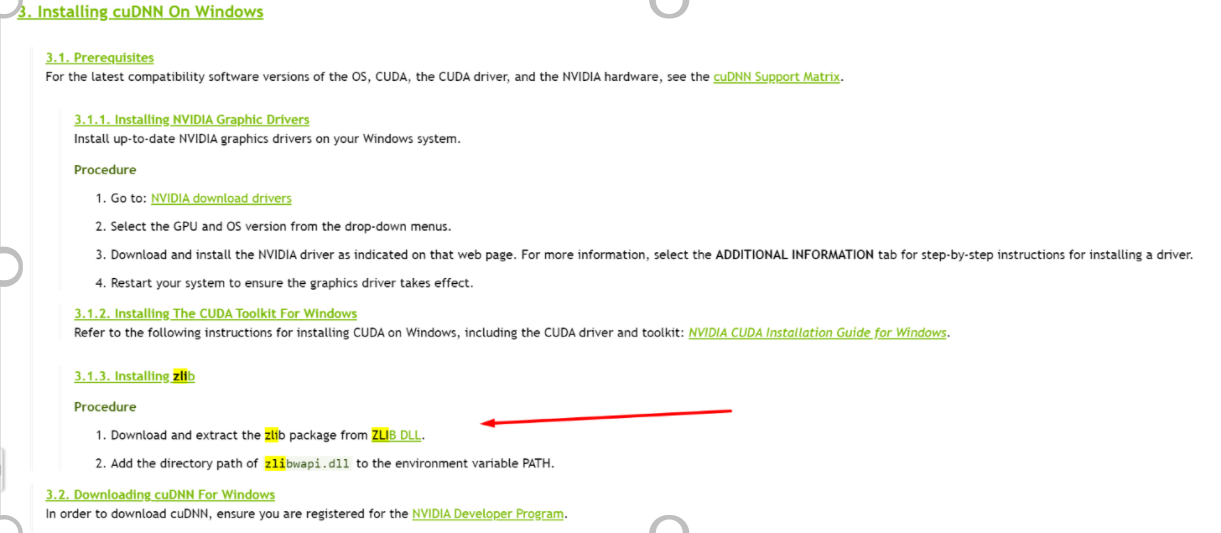 3. Installing cuDNN On Windows
3.1. Prerequisites
For the latest compatibility software versions of the OS, CUDA, the CUDA driver, and the NVIDIA hardware, see the cuDNN Support Matrix.
3.1.1. Installing NVIDIA Graphic Drivers
Install up-to-date NVIDIA graphics drivers on your Windows system.
Procedure
1. Go to: NVIDIA download drivers
2. Select the GPU and OS version from the drop-down menus.
3. Download and install the NVIDIA driver as indicated on that web page. For more information, select the ADDITIONAL INFORMATION tab for step-by-step instructions for installing a driver.
4. Restart your system to ensure the graphics driver takes effect.
3.1.2. Installing The CUDA Toolkit For Windows
Refer to the following instructions for installing CUDA on Windows, including the CUDA driver and toolkit: NVIDIA CUDA Installation Guide for Windows.
3.1.3. Installing zlib
Procedure
1. Download and extract the zlib package from ZLIB DLL.
2. Add the directory path of zlibwapi.dll to the environment variable PATH.
3.2. Downloading cuDNN For Windows
In order to download cuDNN, ensure you are registered for the NVIDIA Developer Program.